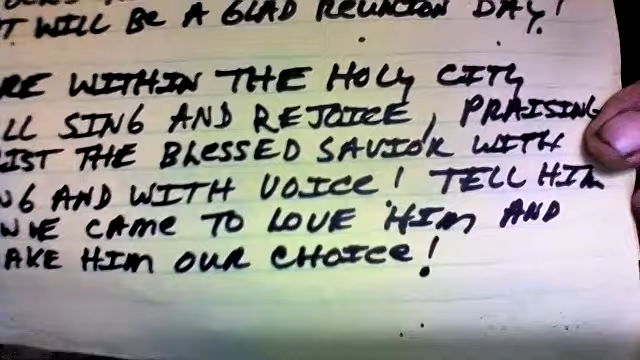 T WILL BE A GLAD REUNION DAY!
RE WITHIN THE HOLY CITY
LL SING AND REJOICE, PRAISING
IST THE BLESSED SAVIOR WITH
NG AND WITH VOICE! TELL HIM
WE CAME TO LOVE HIM AND
AKE HIM OUR CHOICE!